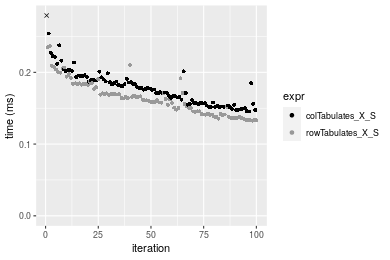 time (ms)
0.2
0.1
0.0
0
25
50
75
100
iteration
expr
colTabulates_X_S
rowTabulates_X_S